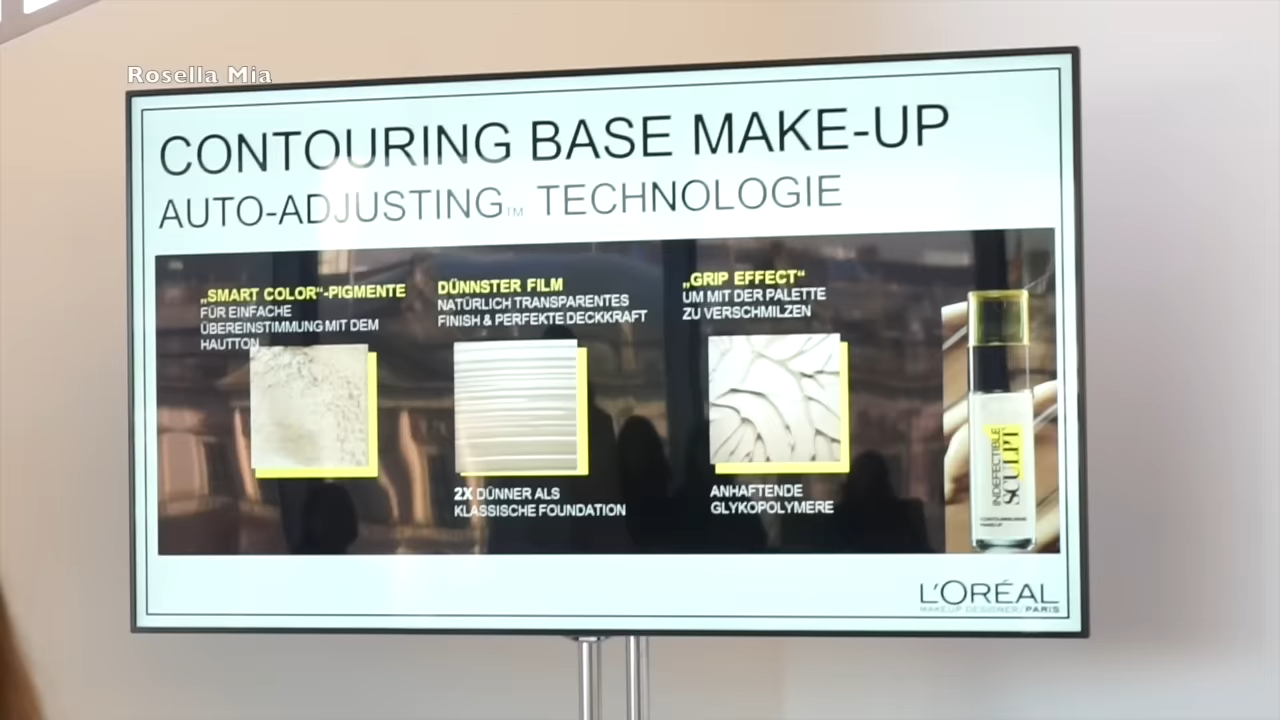 Rosella Mia
CONTOURING BASE MAKE-UP
AUTO-ADJUSTING™ TECHNOLOGIE
„SMART COLOR“-PIGMENTE
FÜR EINFACHE
ÜBEREINSTIMMUNG MIT DEM
HAUTTON
DÜNNSTER FILM
NATÜRLICH TRANSPARENTES
FINISH & PERFEKTE DECKKRAFT
2X DÜNNER ALS
KLASSISCHE FOUNDATION
„GRIP EFFECT“
UM MIT DER PALETTE
ZU VERSCHMILZEN
ANHAFTENDE
GLYKOPOLYMERE
INDEFECTIBLE
SCULPT
L'ORÉAL
MAKEUP DESIGNER/PARIS